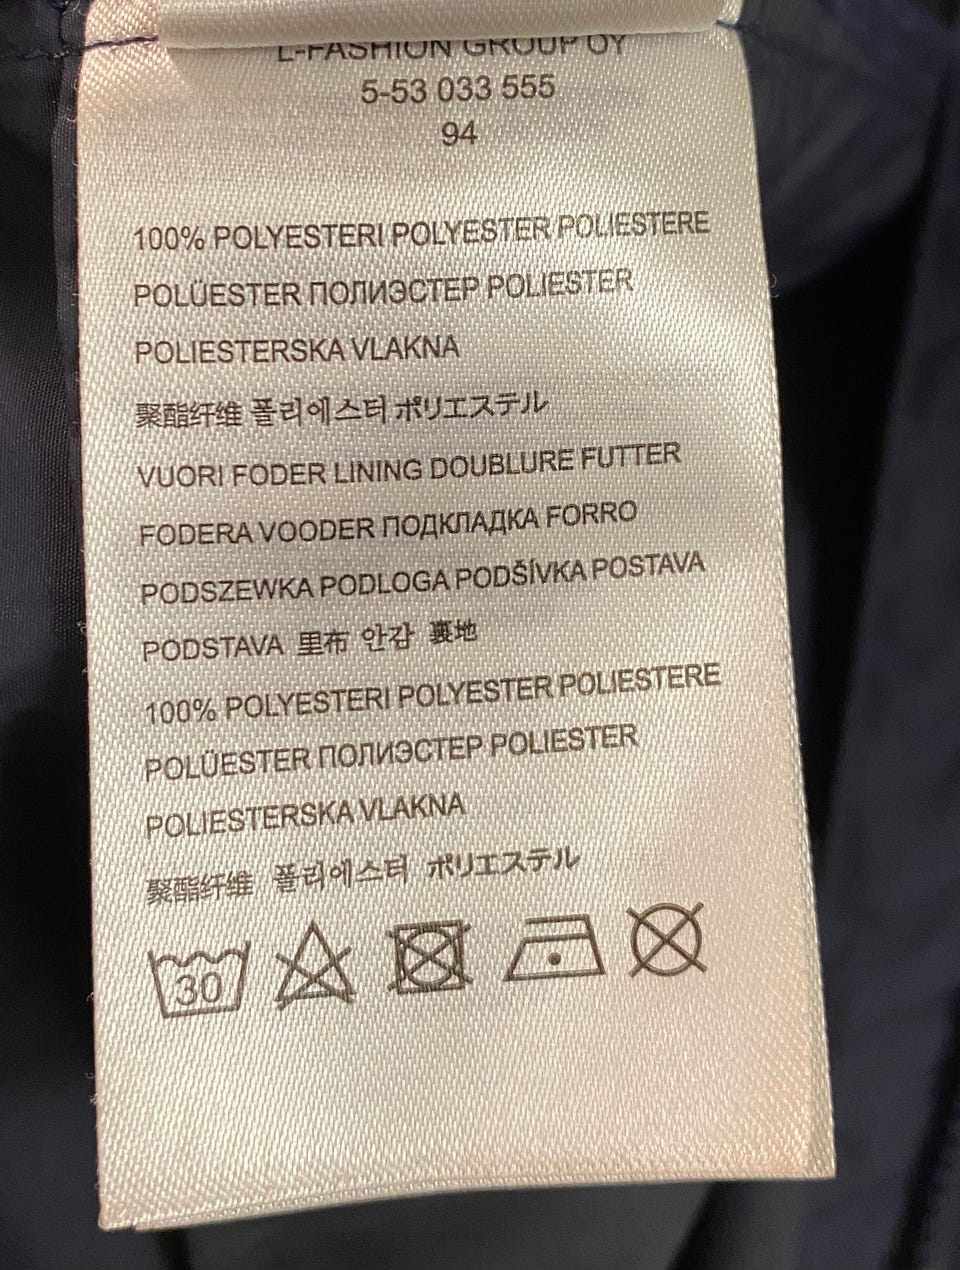 L-FASHION GROUP OY
5-53 033 555
94
100% POLYESTERI POLYESTER POLIESTERE
POLÜESTER ПОЛИЭСТЕР POLIESTER
POLIESTERSKA VLAKNA
聚酯纤维 폴리에스터 ポリエステル
VUORI FODER LINING DOUBLURE FUTTER
FODERA VOODER ПОДКЛАДКА FORRO
PODSZEWKA PODLOGA PODŠÍVKA POSTAVA
PODSTAVA 里布 안감 裏地
100% POLYESTERI POLYESTER POLIESTERE
POLÜESTER ПОЛИЭСТЕР POLIESTER
POLIESTERSKA VLAKNA
聚酯纤维 폴리에스터 ポリエステル
30